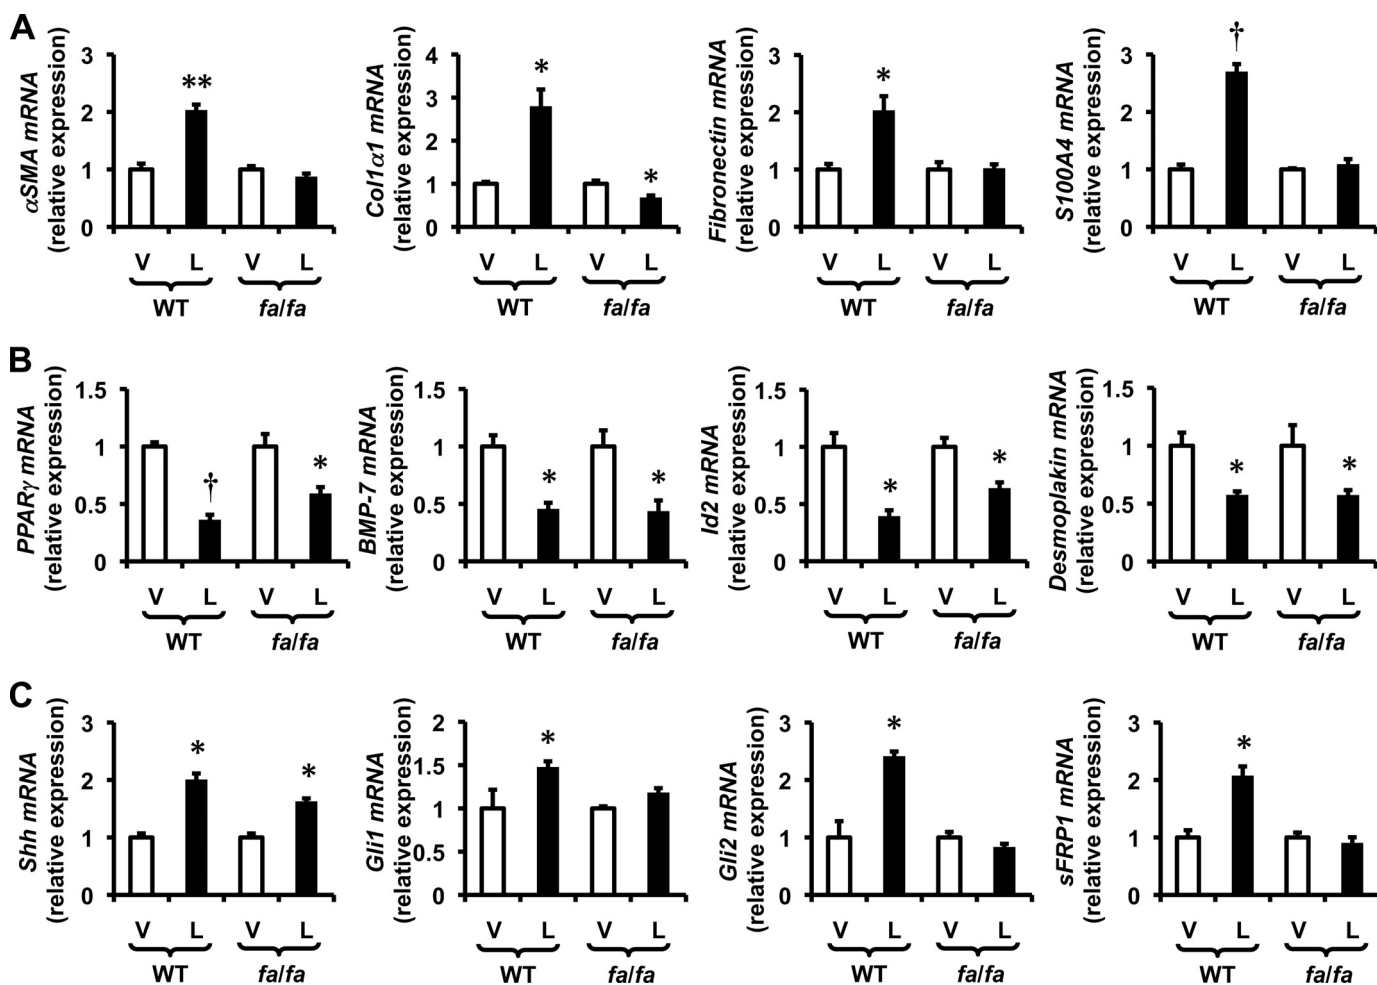 A
αSMA mRNA
(relative expression)
3
2
1
0
**
V L V L
WT fa/fa
Col1α1 mRNA
(relative expression)
4
3
2
1
0
*
*
V L V L
WT fa/fa
Fibronectin mRNA
(relative expression)
3
2
1
0
*
V L V L
WT fa/fa
S100A4 mRNA
(relative expression)
3
2
1
0
†
V L V L
WT fa/fa
B
PPARγ mRNA
(relative expression)
1.5
1
0.5
0
†
*
V L V L
WT fa/fa
BMP-7 mRNA
(relative expression)
1.5
1
0.5
0
* *
V L V L
WT fa/fa
Id2 mRNA
(relative expression)
1.5
1
0.5
0
*
*
V L V L
WT fa/fa
Desmoplakin mRNA
(relative expression)
1.5
1
0.5
0
* *
V L V L
WT fa/fa
C
Shh mRNA
(relative expression)
3
2
1
0
*
*
V L V L
WT fa/fa
Gli1 mRNA
(relative expression)
2
1.5
1
0.5
0
*
V L V L
WT fa/fa
Gli2 mRNA
(relative expression)
3
2
1
0
*
V L V L
WT fa/fa
sFRP1 mRNA
(relative expression)
3
2
1
0
*
V L V L
WT fa/fa